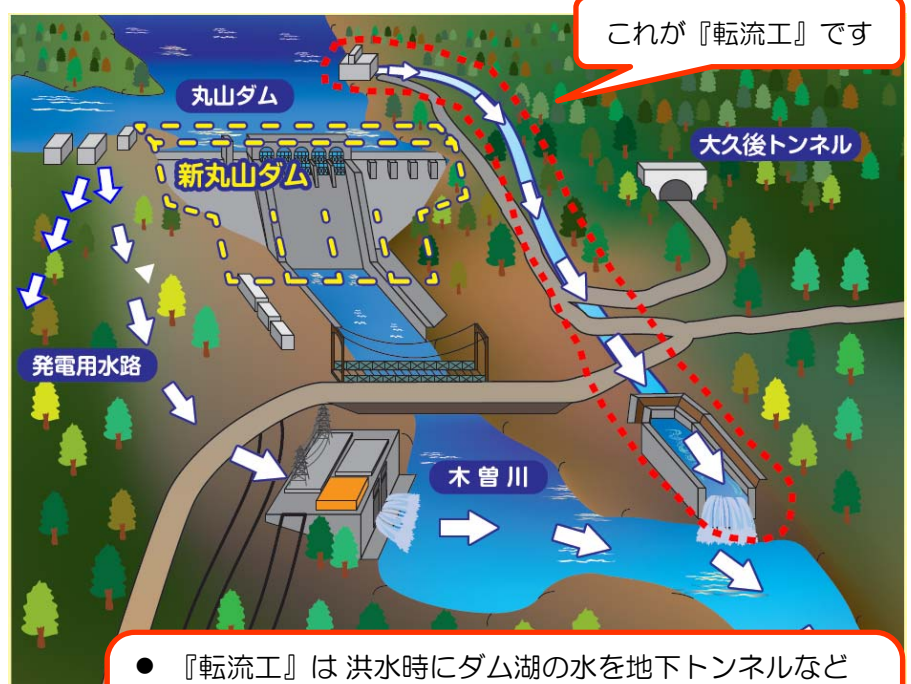 これが『転流工』です
丸山ダム
大久後トンネル
新丸山ダム
発電用水路
木曽川
● 『転流工』は 洪水時にダム湖の水を地下トンネルなど